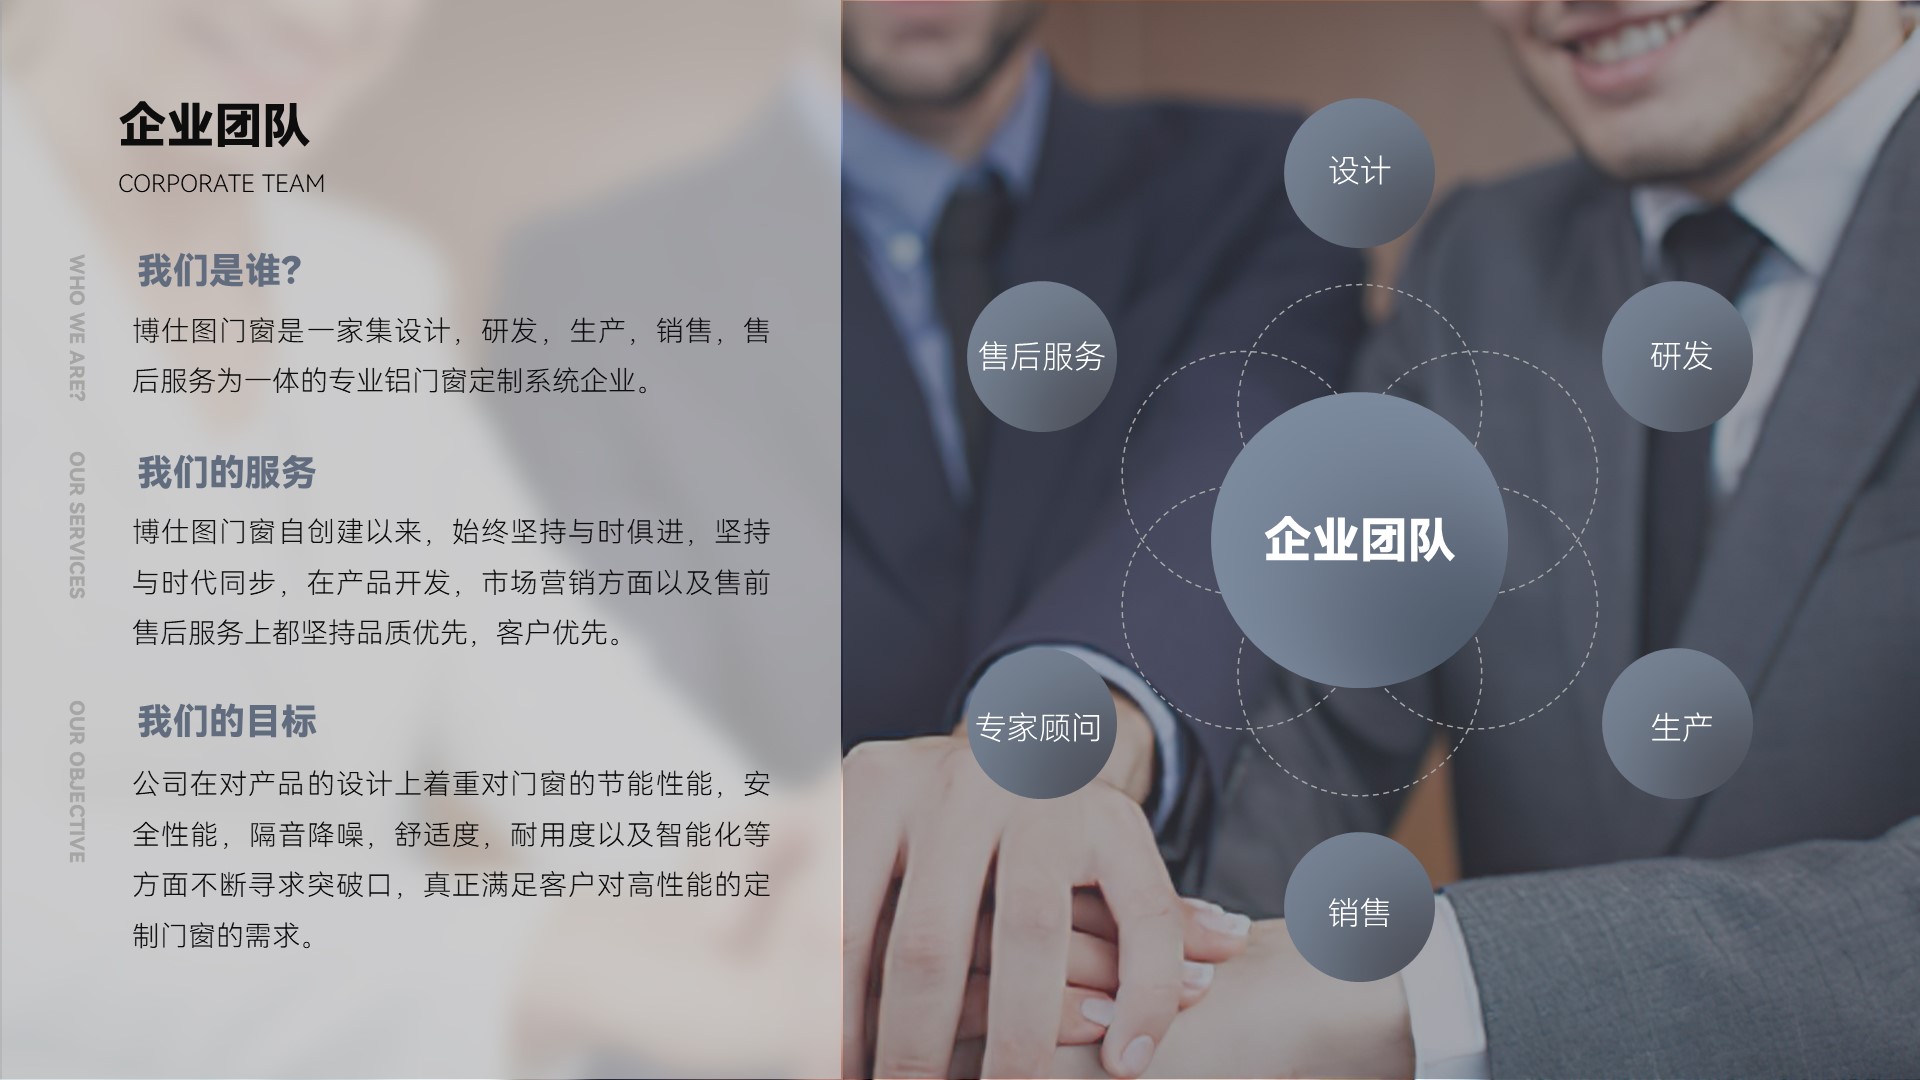 企业团队
CORPORATE TEAM
WHO WE ARE?
我们是谁?
博仕图门窗是一家集设计，研发，生产，销售，售
后服务为一体的专业铝门窗定制系统企业。
OUR SERVICES
我们的服务
博仕图门窗自创建以来，始终坚持与时俱进，坚持
与时代同步，在产品开发，市场营销方面以及售前
售后服务上都坚持品质优先，客户优先。
OUR OBJECTIVE
我们的目标
公司在对产品的设计上着重对门窗的节能性能，安
全性能，隔音降噪，舒适度，耐用度以及智能化等
方面不断寻求突破口，真正满足客户对高性能的定
制门窗的需求。
设计
售后服务
研发
企业团队
专家顾问
生产
销售